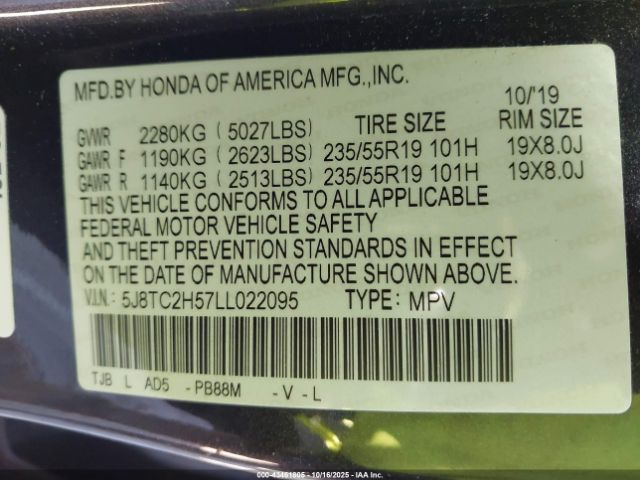 MFD.BY HONDA OF AMERICA MFG.,INC.
10/'19
GVWR 2280KG (5027LBS) TIRE SIZE RIM SIZE
GAWR F 1190KG (2623LBS) 235/55R19 101H 19X8.0J
GAWR R 1140KG (2513LBS) 235/55R19 101H 19X8.0J
THIS VEHICLE CONFORMS TO ALL APPLICABLE
FEDERAL MOTOR VEHICLE SAFETY
AND THEFT PREVENTION STANDARDS IN EFFECT
ON THE DATE OF MANUFACTURE SHOWN ABOVE.
V.I.N.: 5J8TC2H57LL022095 TYPE: MPV
TJB L AD5 -PB88M -V-L
000-43461805 - 10/16/2025 - IAA Inc.